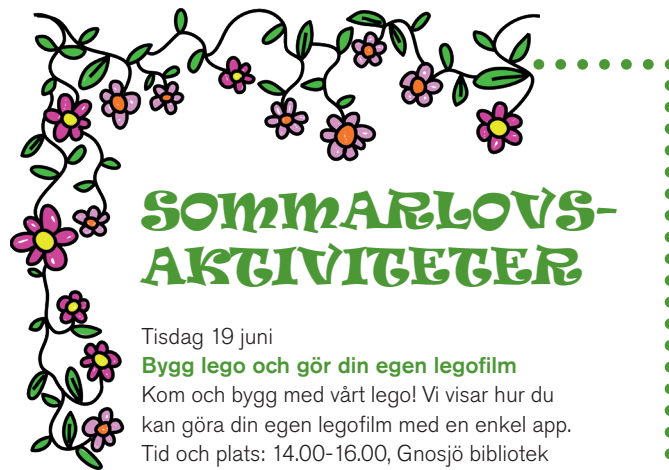 SOMMARLOVS-
AKTIVITETER
Tisdag 19 juni
Bygg lego och gör din egen legofilm
Kom och bygg med vårt lego! Vi visar hur du
kan göra din egen legofilm med en enkel app.
Tid och plats: 14.00-16.00, Gnosjö bibliotek